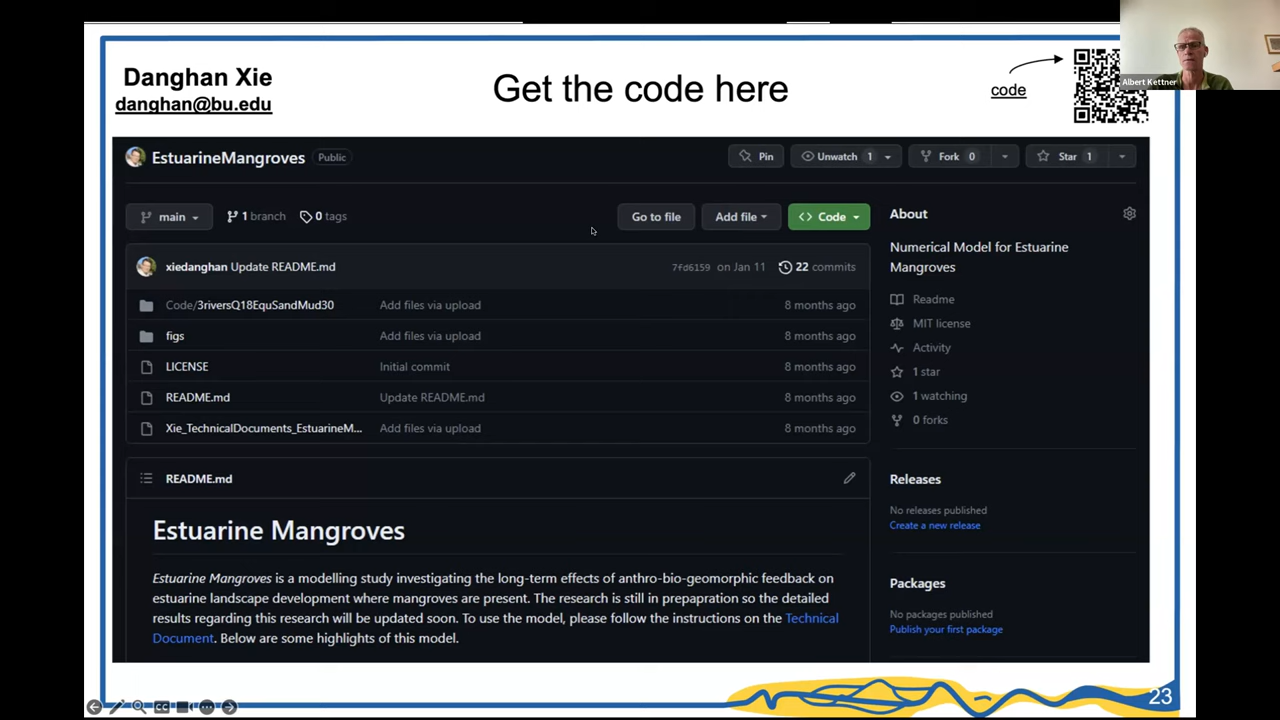 Danghan Xie
danghan@bu.edu
Get the code here
code
Albert Kettner
EstuarineMangroves Public
Pin
Unwatch 1
Fork 0
Star 1
main
1 branch
0 tags
Go to file
Add file
Code
xiedanghan Update README.md
7fd6159 on Jan 11
22 commits
Code/3riversQ18EquSandMud30 Add files via upload 8 months ago
figs Add files via upload 8 months ago
LICENSE Initial commit 8 months ago
README.md Update README.md 8 months ago
Xie_TechnicalDocuments_EstuarineM... Add files via upload 8 months ago
README.md
Estuarine Mangroves
Estuarine Mangroves is a modelling study investigating the long-term effects of anthro-bio-geomorphic feedback on
estuarine landscape development where mangroves are present. The research is still in prepapration so the detailed
results regarding this research will be updated soon. To use the model, please follow the instructions on the Technical
Document. Below are some highlights of this model.
About
Numerical Model for Estuarine
Mangroves
Readme
MIT license
Activity
1 star
1 watching
0 forks
Releases
No releases published
Create a new release
Packages
No packages published
Publish your first package
CC
23